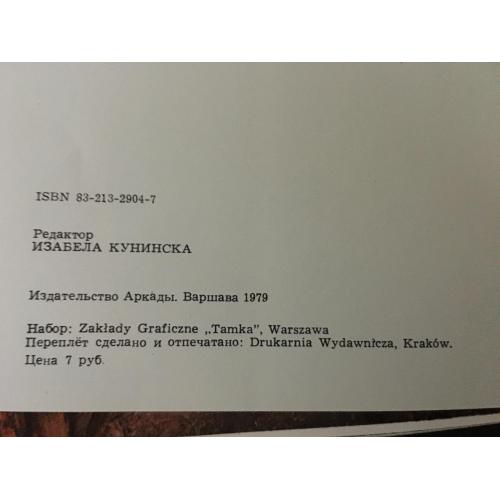 ISBN 83-213-2904-7
Редактор
ИЗАБЕЛА КУНИНСКА
Издательство Аркады. Варшава 1979
Набор: Zakłady Graficzne „Tamka”, Warszawa
Переплёт сделано и отпечатано: Drukarnia Wydawnicza, Kraków.
Цена 7 руб.